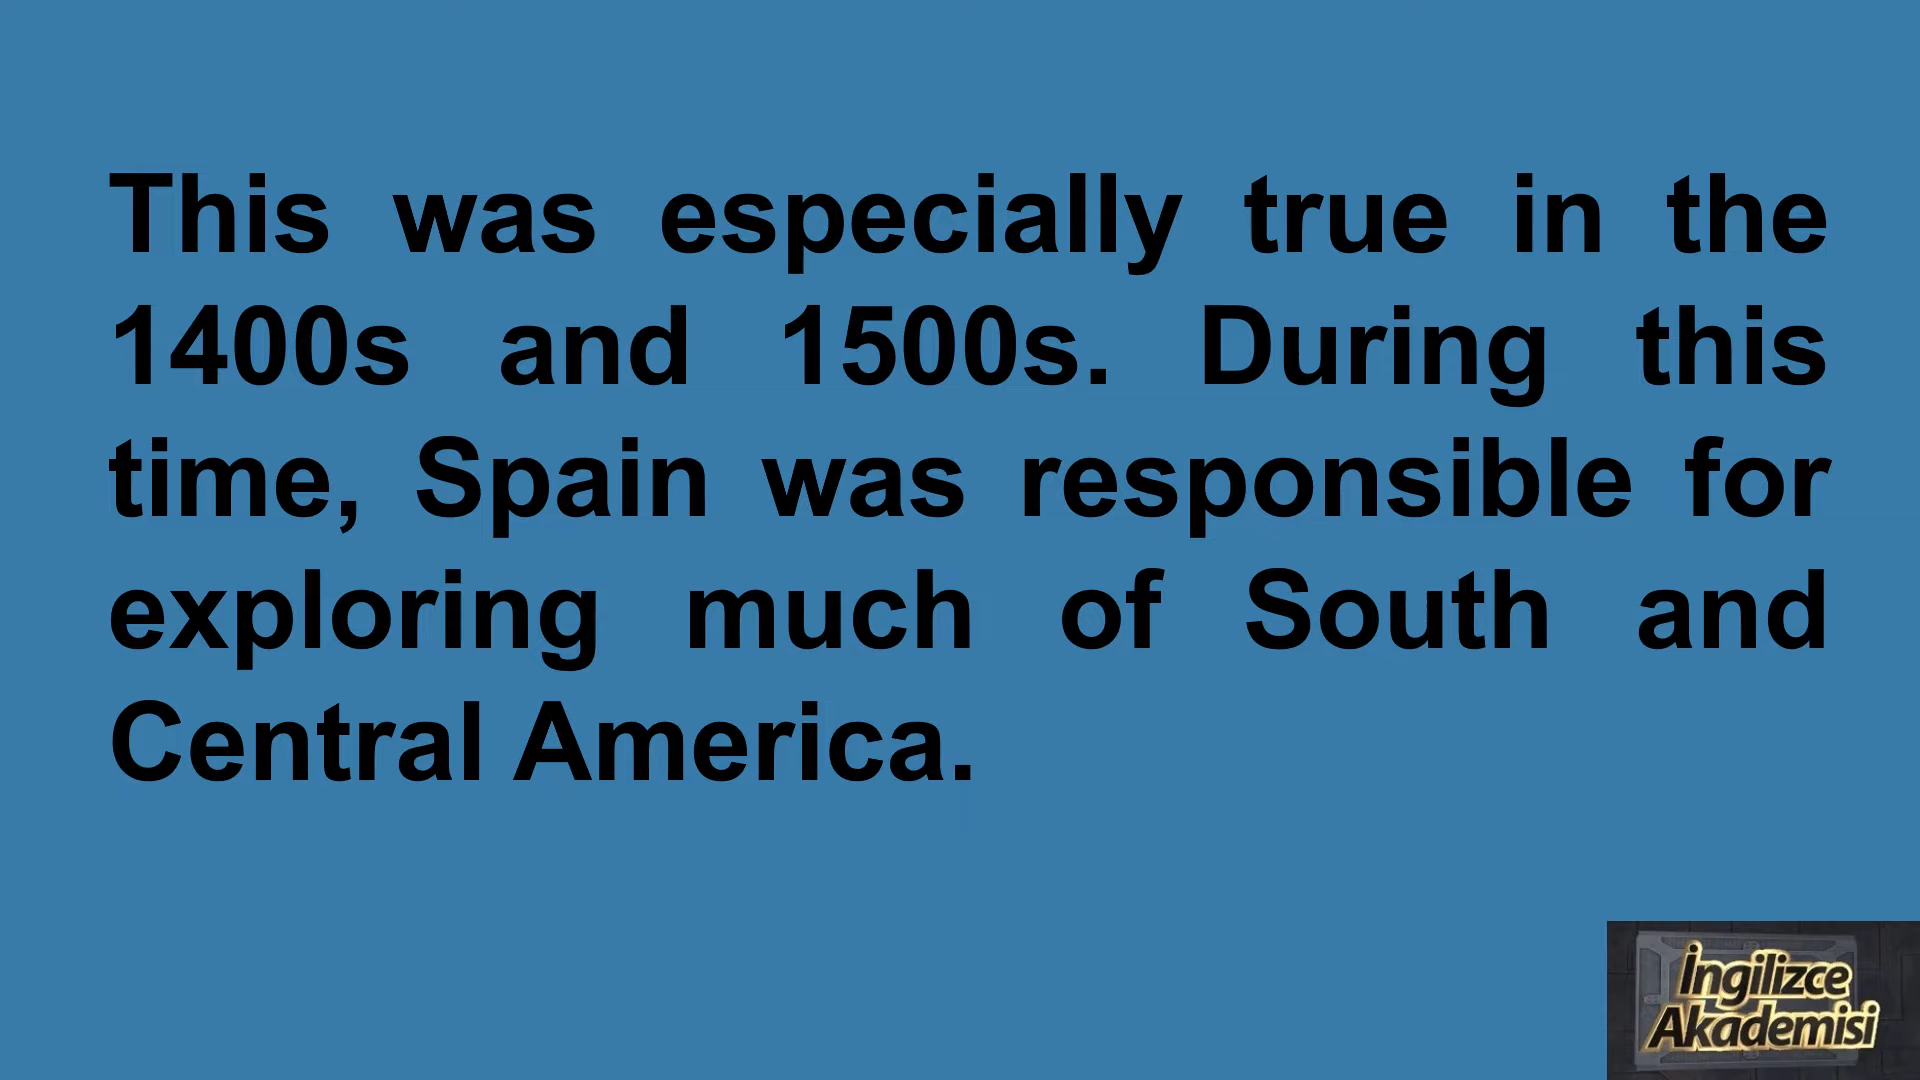 This was especially true in the
1400s and 1500s. During this
time, Spain was responsible for
exploring much of South and
Central America.
İngilizce
Akademisi